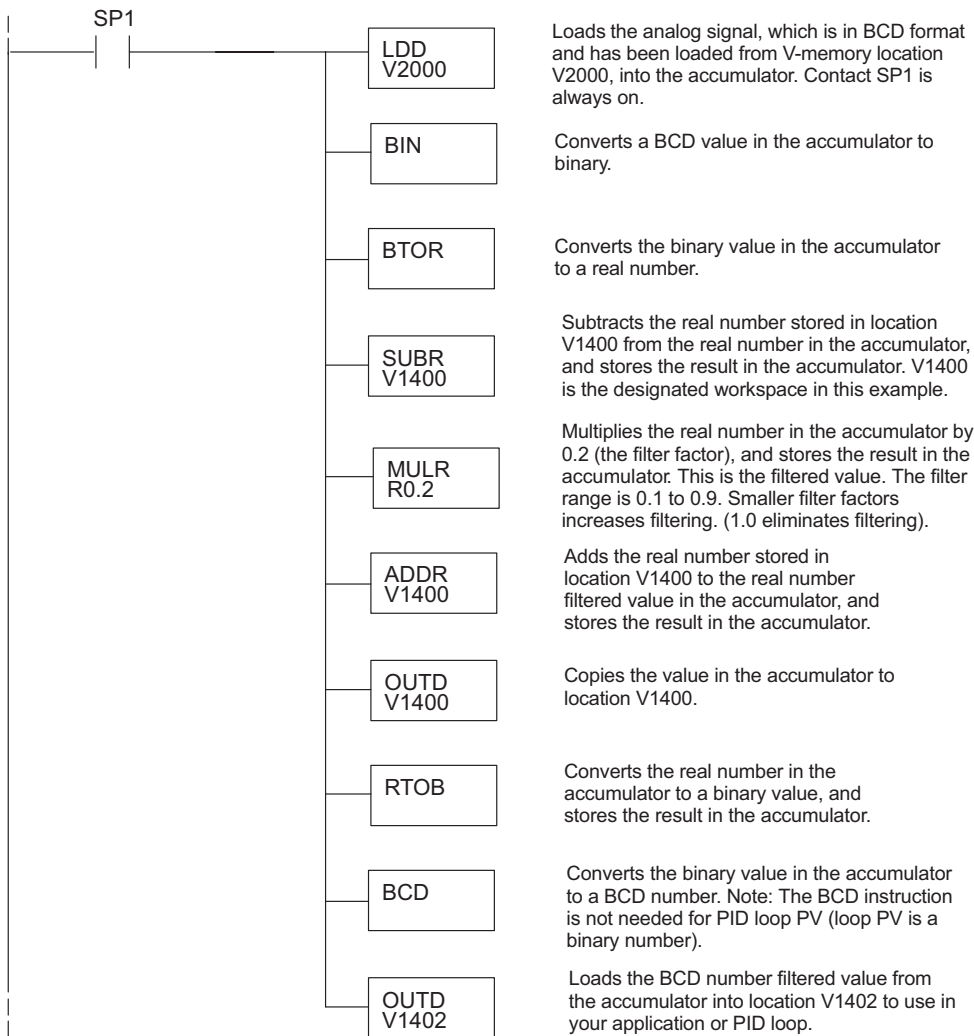 SP1
LDD
V2000
Loads the analog signal, which is in BCD format
and has been loaded from V-memory location
V2000, into the accumulator. Contact SP1 is
always on.
BIN
Converts a BCD value in the accumulator to
binary.
BTOR
Converts the binary value in the accumulator
to a real number.
SUBR
V1400
Subtracts the real number stored in location
V1400 from the real number in the accumulator,
and stores the result in the accumulator. V1400
is the designated workspace in this example.
MULR
R0.2
Multiplies the real number in the accumulator by
0.2 (the filter factor), and stores the result in the
accumulator. This is the filtered value. The filter
range is 0.1 to 0.9. Smaller filter factors
increases filtering. (1.0 eliminates filtering).
ADDR
V1400
Adds the real number stored in
location V1400 to the real number
filtered value in the accumulator, and
stores the result in the accumulator.
OUTD
V1400
Copies the value in the accumulator to
location V1400.
RTOB
Converts the real number in the
accumulator to a binary value, and
stores the result in the accumulator.
BCD
Converts the binary value in the accumulator
to a BCD number. Note: The BCD instruction
is not needed for PID loop PV (loop PV is a
binary number).
OUTD
V1402
Loads the BCD number filtered value from
the accumulator into location V1402 to use in
your application or PID loop.